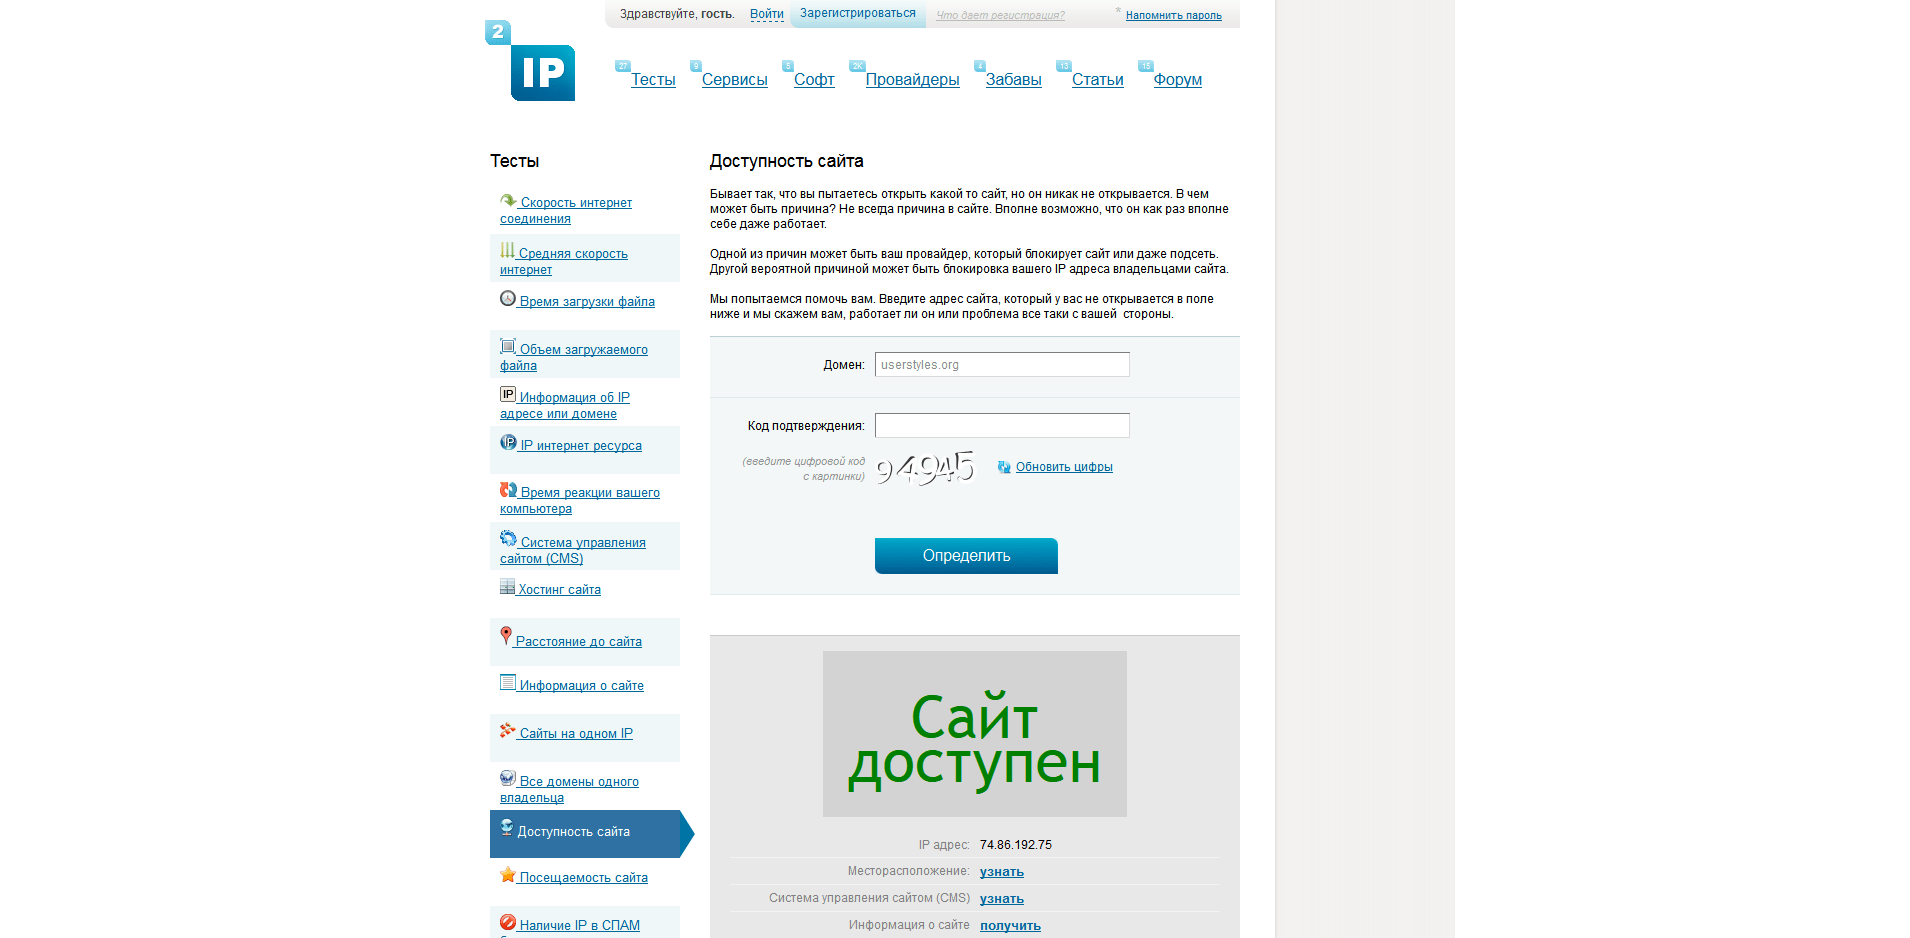 Здравствуйте, гость. Войти Зарегистрироваться Что дает регистрация? * Напомнить пароль
2
IP
27 Тесты 9 Сервисы 5 Софт 2K Провайдеры 4 Забавы 13 Статьи 15 Форум
Тесты
Скорость интернет
соединения
Средняя скорость
интернет
Время загрузки файла
Объем загружаемого
файла
IP Информация об IP
адресе или домене
IP IP интернет ресурса
Время реакции вашего
компьютера
Система управления
сайтом (CMS)
Хостинг сайта
Расстояние до сайта
Информация о сайте
Сайты на одном IP
Все домены одного
владельца
Доступность сайта
Посещаемость сайта
Наличие IP в СПАМ
Доступность сайта
Бывает так, что вы пытаетесь открыть какой то сайт, но он никак не открывается. В чем
может быть причина? Не всегда причина в сайте. Вполне возможно, что он как раз вполне
себе даже работает.
Одной из причин может быть ваш провайдер, который блокирует сайт или даже подсеть.
Другой вероятной причиной может быть блокировка вашего IP адреса владельцами сайта.
Мы попытаемся помочь вам. Введите адрес сайта, который у вас не открывается в поле
ниже и мы скажем вам, работает ли он или проблема все таки с вашей  стороны.
Домен: userstyles.org
Код подтверждения:
(введите цифровой код
с картинки)
94945
Обновить цифры
Определить
Сайт
доступен
IP адрес: 74.86.192.75
Месторасположение: узнать
Система управления сайтом (CMS) узнать
Информация о сайте получить